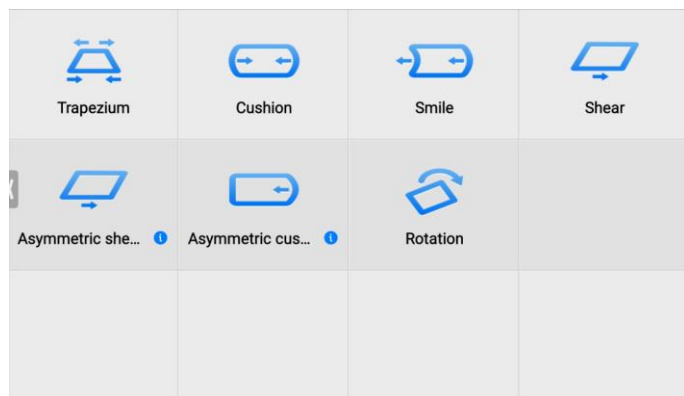 Trapezium
Cushion
Smile
Shear
Asymmetric she...
Asymmetric cus...
Rotation